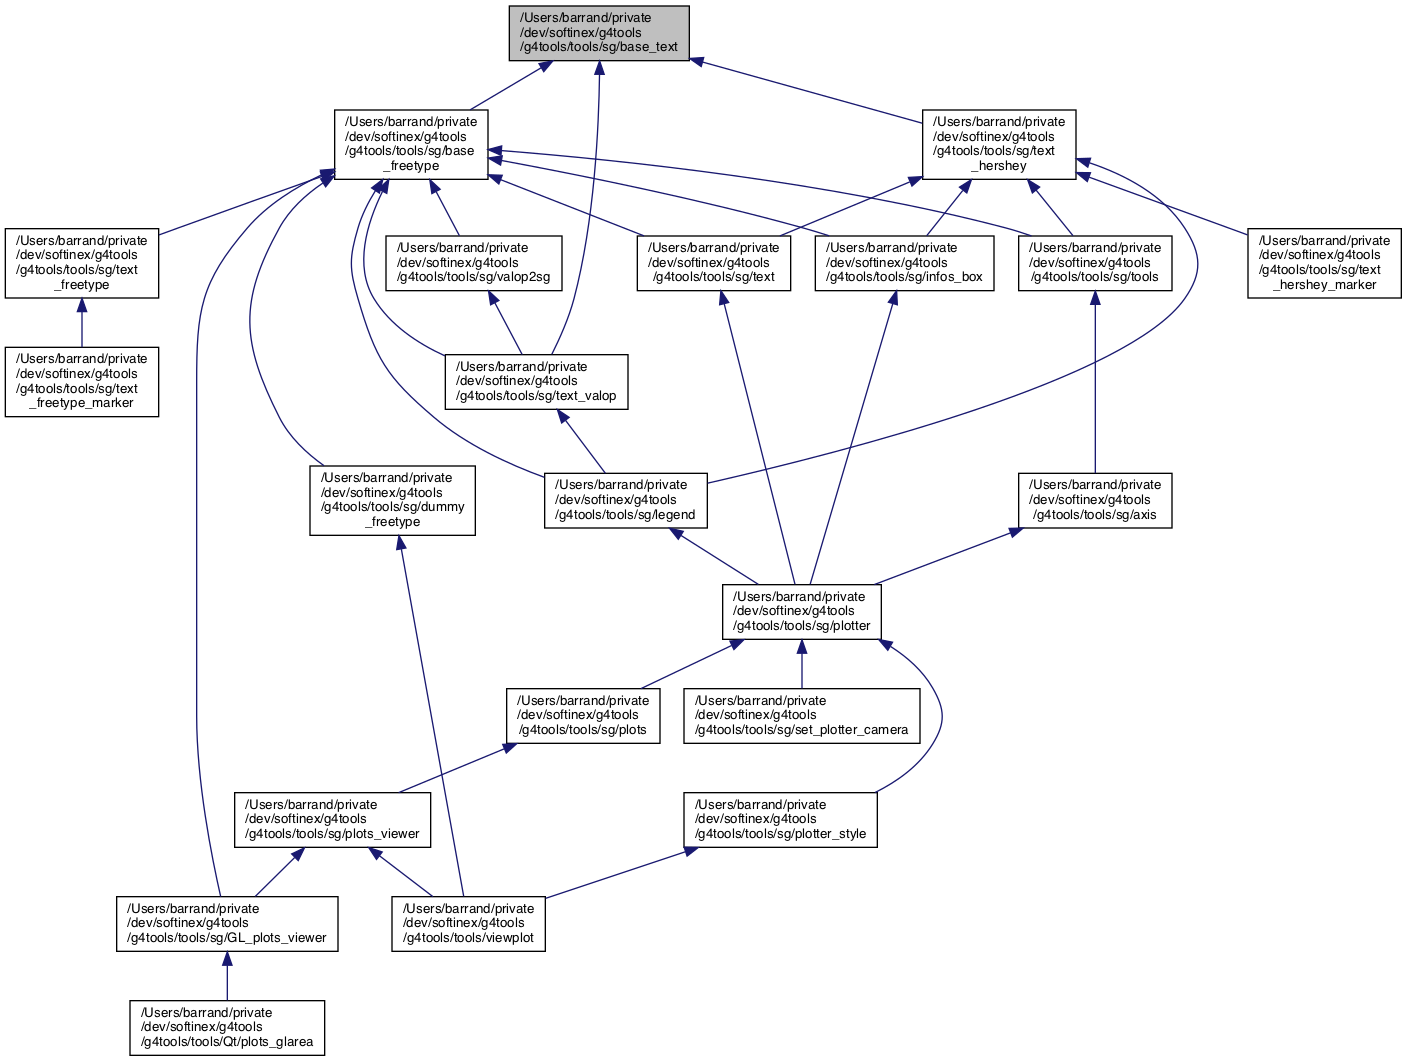 /Users/barrand/private
/dev/softinex/g4tools
/g4tools/tools/sg/base_text
/Users/barrand/private
/dev/softinex/g4tools
/g4tools/tools/sg/base
_freetype
/Users/barrand/private
/dev/softinex/g4tools
/g4tools/tools/sg/text
_hershey
/Users/barrand/private
/dev/softinex/g4tools
/g4tools/tools/sg/text
_freetype
/Users/barrand/private
/dev/softinex/g4tools
/g4tools/tools/sg/valop2sg
/Users/barrand/private
/dev/softinex/g4tools
/g4tools/tools/sg/text
/Users/barrand/private
/dev/softinex/g4tools
/g4tools/tools/sg/infos_box
/Users/barrand/private
/dev/softinex/g4tools
/g4tools/tools/sg/tools
/Users/barrand/private
/dev/softinex/g4tools
/g4tools/tools/sg/text
_hershey_marker
/Users/barrand/private
/dev/softinex/g4tools
/g4tools/tools/sg/text
_freetype_marker
/Users/barrand/private
/dev/softinex/g4tools
/g4tools/tools/sg/text_valop
/Users/barrand/private
/dev/softinex/g4tools
/g4tools/tools/sg/dummy
_freetype
/Users/barrand/private
/dev/softinex/g4tools
/g4tools/tools/sg/legend
/Users/barrand/private
/dev/softinex/g4tools
/g4tools/tools/sg/axis
/Users/barrand/private
/dev/softinex/g4tools
/g4tools/tools/sg/plotter
/Users/barrand/private
/dev/softinex/g4tools
/g4tools/tools/sg/plots
/Users/barrand/private
/dev/softinex/g4tools
/g4tools/tools/sg/set_plotter_camera
/Users/barrand/private
/dev/softinex/g4tools
/g4tools/tools/sg/plots_viewer
/Users/barrand/private
/dev/softinex/g4tools
/g4tools/tools/sg/plotter_style
/Users/barrand/private
/dev/softinex/g4tools
/g4tools/tools/sg/GL_plots_viewer
/Users/barrand/private
/dev/softinex/g4tools
/g4tools/tools/viewplot
/Users/barrand/private
/dev/softinex/g4tools
/g4tools/tools/Qt/plots_glarea